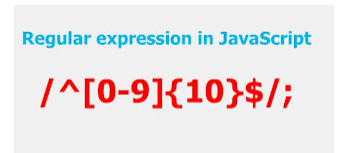 Regular expression in JavaScript
/^[0-9]{10}$/;